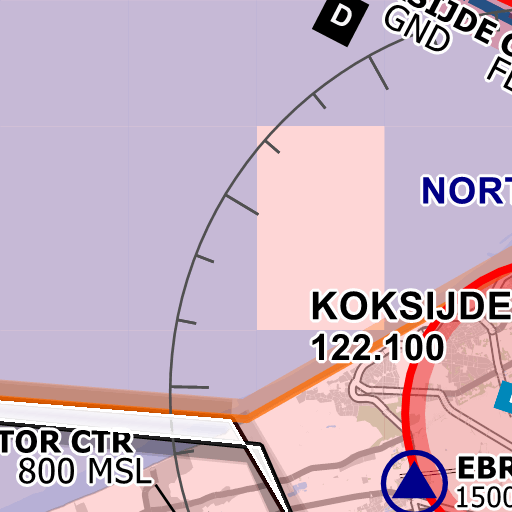 D
GND
NORT
KOKSIJDE
122.100
TOR CTR
800 MSL
EBR
1500